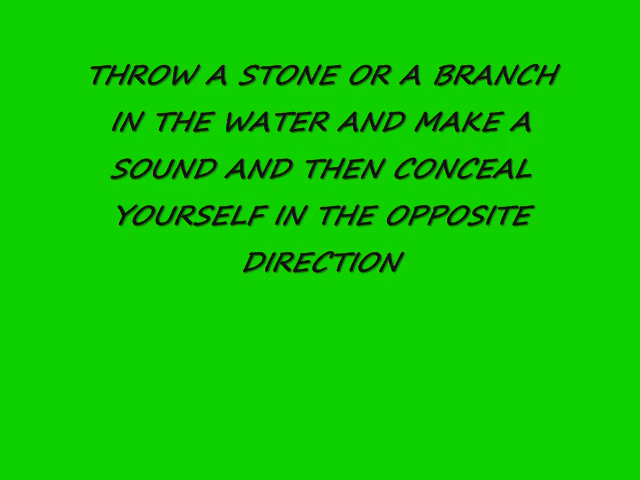 THROW A STONE OR A BRANCH
IN THE WATER AND MAKE A
SOUND AND THEN CONCEAL
YOURSELF IN THE OPPOSITE
DIRECTION